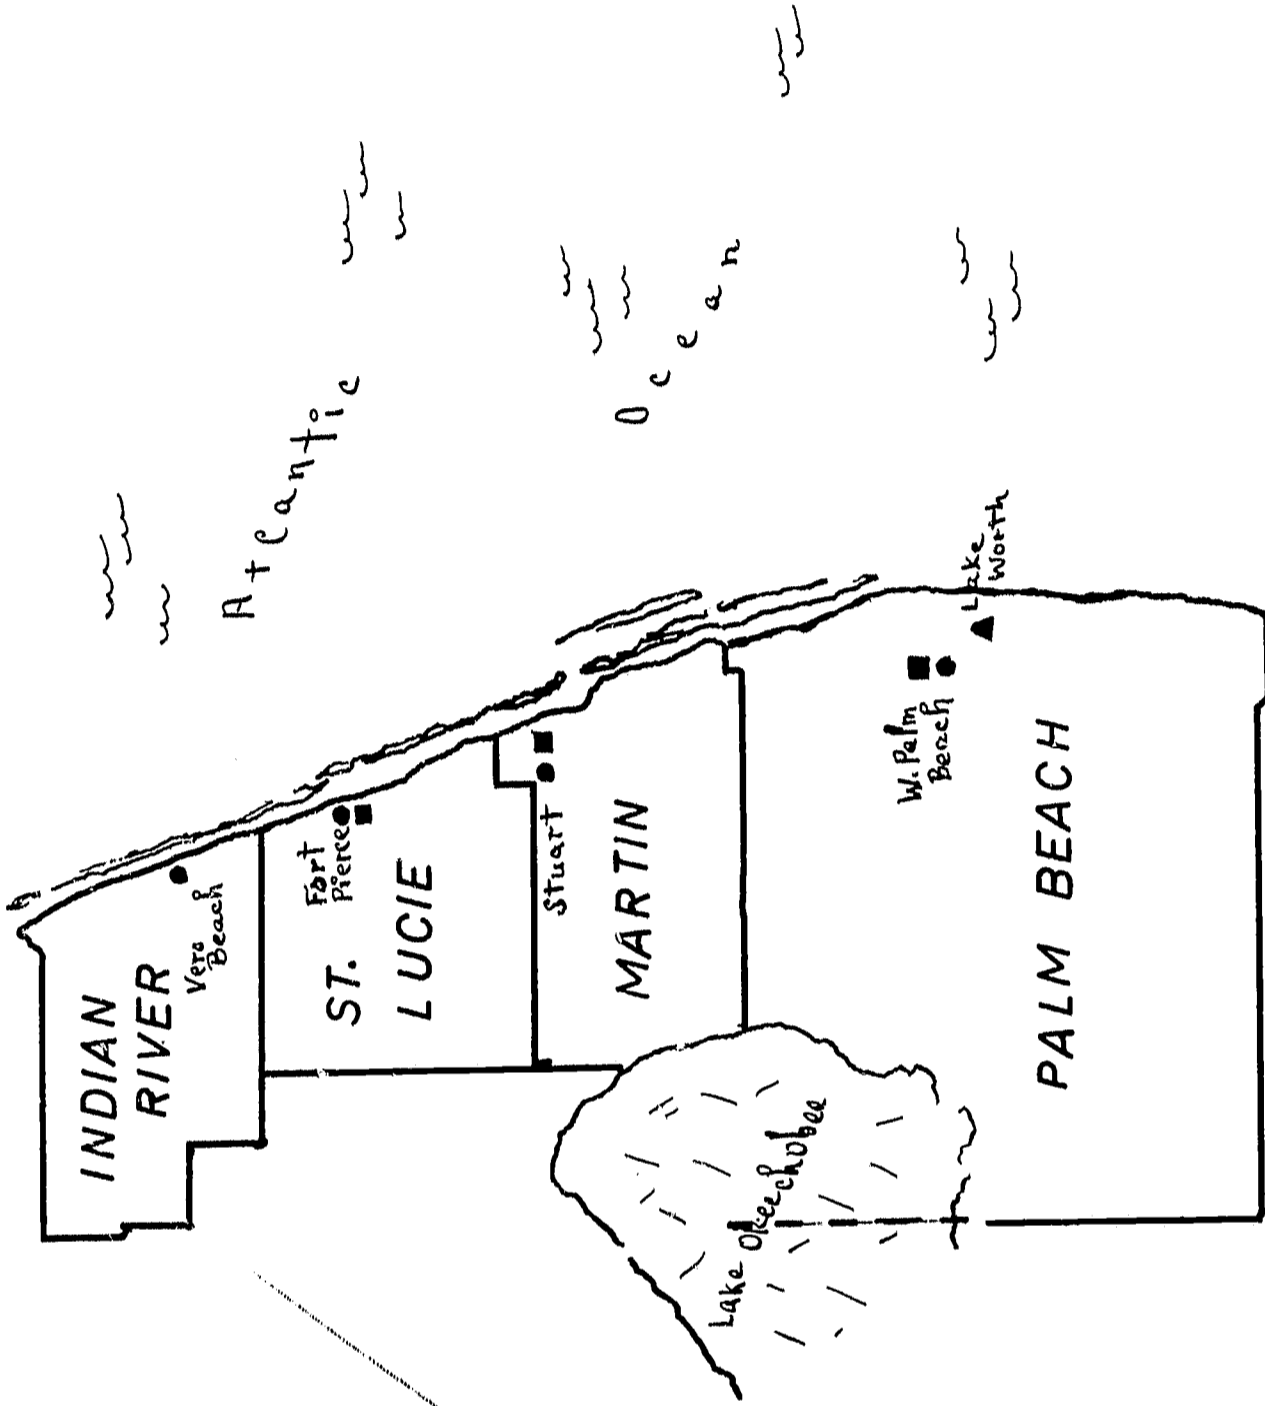 Atlantic
Ocean
INDIAN
RIVER
Vero
Beach
Fort
Pierce
ST.
LUCIE
Stuart
MARTIN
W. Palm
Beach
Lake
Worth
PALM BEACH
Lake Okeechobee